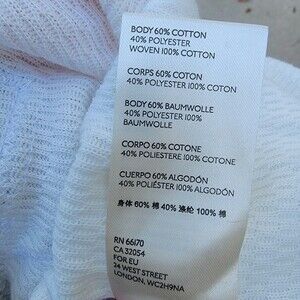 BODY 60% COTTON
40% POLYESTER
WOVEN 100% COTTON
CORPS 60% COTON
40% POLYESTER 100% COTON
BODY 60% BAUMWOLLE
40% POLYESTER 100%
BAUMWOLLE
CORPO 60% COTONE
40% POLIESTERE 100% COTONE
CUERPO 60% ALGODÓN
40% POLIÉSTER 100% ALGODÓN
身体 60% 棉 40% 涤纶 100% 棉
RN 66170
CA 32054
FOR EU
24 WEST STREET
LONDON, WC2H9NA